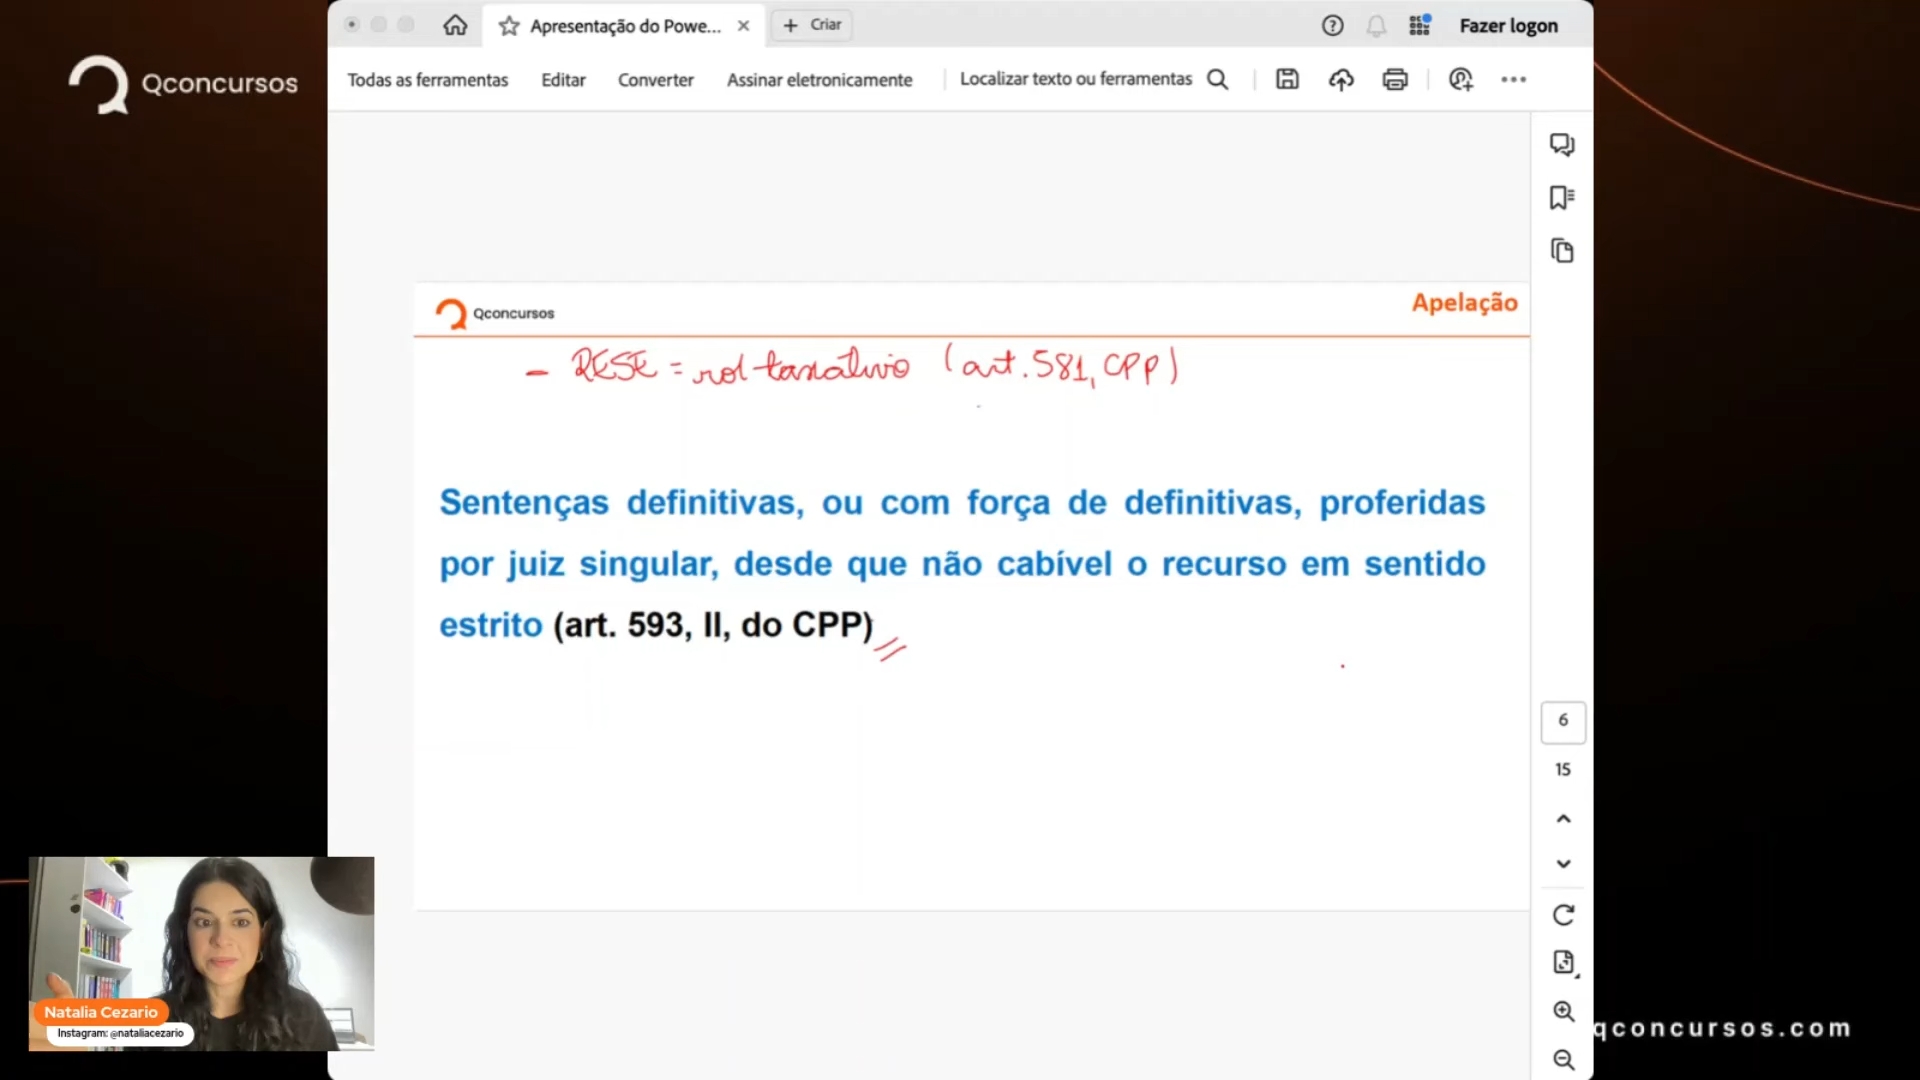 Apresentação do Powe...
Criar
Fazer logon
Qconcursos
Todas as ferramentas
Editar
Converter
Assinar eletronicamente
Localizar texto ou ferramentas
Qconcursos
Apelação
- RESE = rol taxativo (art. 581, CPP)
Sentenças definitivas, ou com força de definitivas, proferidas
por juiz singular, desde que não cabível o recurso em sentido
estrito (art. 593, II, do CPP)
6
15
Natalia Cezario
Instagram: @nataliacezario
qconcursos.com